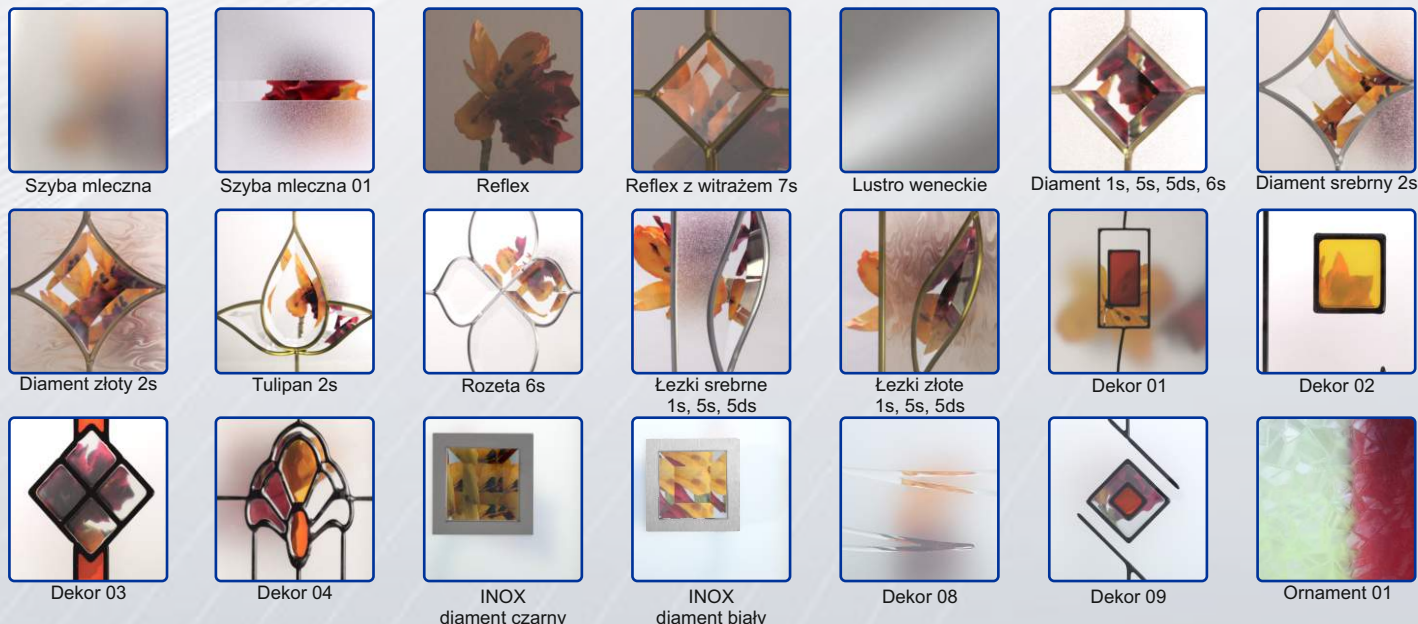 Szyba mleczna
Szyba mleczna 01
Reflex
Reflex z witrażem 7s
Lustro weneckie
Diament 1s, 5s, 5ds, 6s
Diament srebrny 2s
Diament złoty 2s
Tulipan 2s
Rozeta 6s
Łezki srebrne
1s, 5s, 5ds
Łezki złote
1s, 5s, 5ds
Dekor 01
Dekor 02
Dekor 03
Dekor 04
INOX
diament czarny
INOX
diament biały
Dekor 08
Dekor 09
Ornament 01